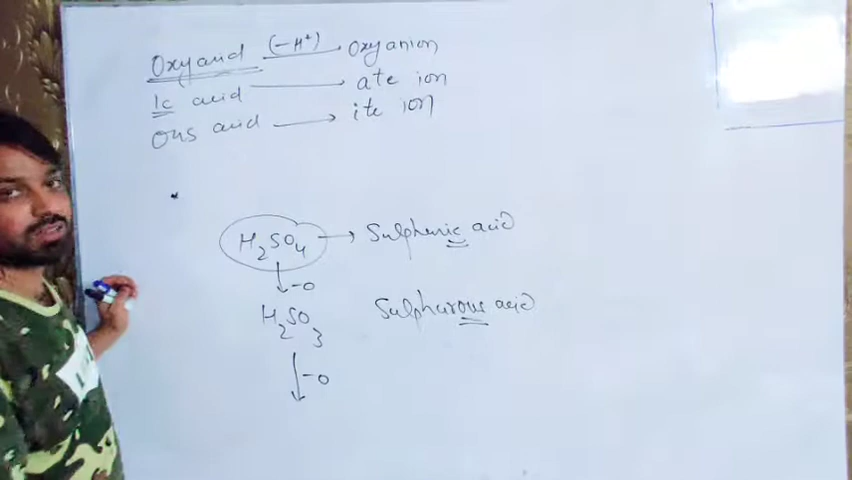 Oxyacid (-H⁺) → Oxyanion
Ic acid → ate ion
Ous acid → ite ion
H₂SO₄ → Sulphuric acid
↓-O
H₂SO₃ Sulphurous acid
↓-O